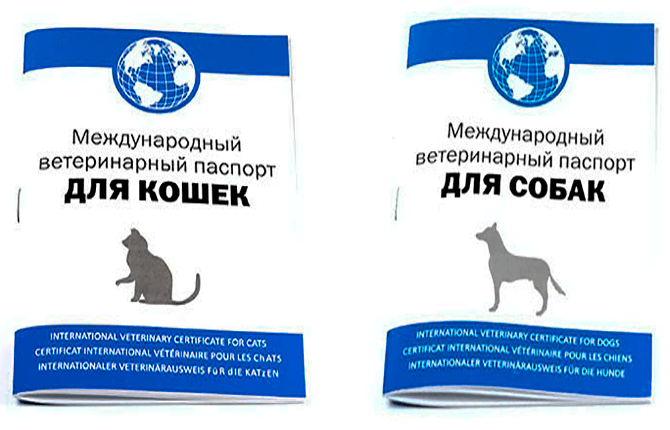 Международный
ветеринарный паспорт
ДЛЯ КОШЕК
INTERNATIONAL VETERINARY CERTIFICATE FOR CATS
CERTIFICAT INTERNATIONAL VÉTÉRINAIRE POUR LES ChATS
INTERNATIONALER VETERINÄRAUSWEIS FüR dIE KATzEN
Международный
ветеринарный паспорт
ДЛЯ СОБАК
INTERNATIONAL VETERINARY CERTIFICATE FOR DOGS
CERTIFICAT INTERNATIONAL VÉTÉRINAIRE POUR LES CHIENS
INTERNATIONALER VETERINÄRAUSWEIS FÜR DIE HUNDE